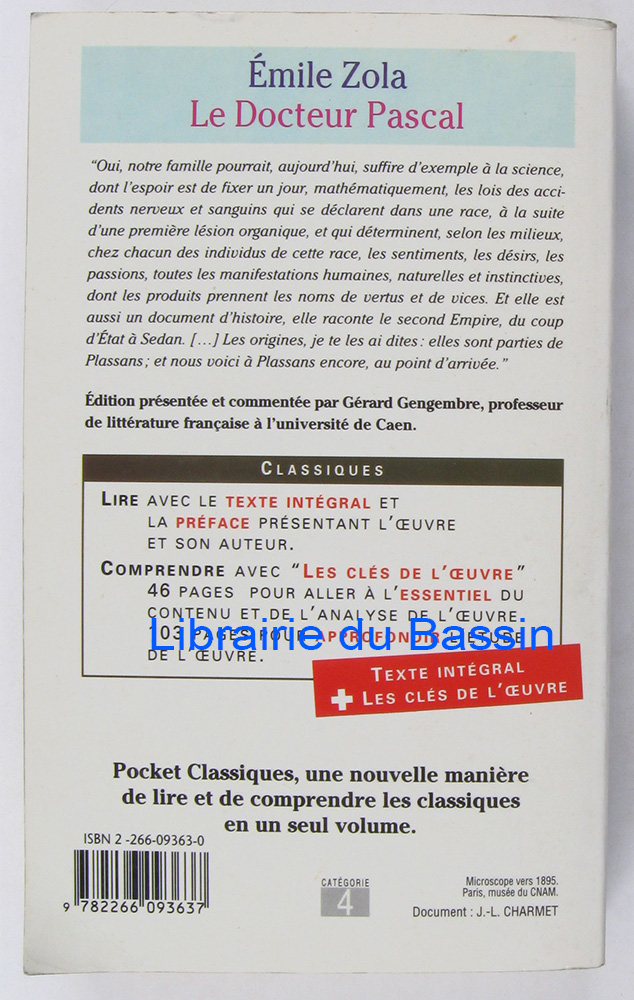 Émile Zola
Le Docteur Pascal
“Oui, notre famille pourrait, aujourd’hui, suffire d’exemple à la science,
dont l’espoir est de fixer un jour, mathématiquement, les lois des acci-
dents nerveux et sanguins qui se déclarent dans une race, à la suite
d’une première lésion organique, et qui déterminent, selon les milieux,
chez chacun des individus de cette race, les sentiments, les désirs, les
passions, toutes les manifestations humaines, naturelles et instinctives,
dont les produits prennent les noms de vertus et de vices. Et elle est
aussi un document d’histoire, elle raconte le second Empire, du coup
d’État à Sedan. […] Les origines, je te les ai dites : elles sont parties de
Plassans ; et nous voici à Plassans encore, au point d’arrivée.”
Édition présentée et commentée par Gérard Gengembre, professeur
de littérature française à l’université de Caen.
CLASSIQUES
LIRE AVEC LE TEXTE INTÉGRAL ET
LA PRÉFACE PRÉSENTANT L’ŒUVRE
ET SON AUTEUR.
COMPRENDRE AVEC “LES CLÉS DE L’ŒUVRE”
46 PAGES POUR ALLER À L’ESSENTIEL DU
CONTENU ET DE L’ANALYSE DE L’ŒUVRE.
103 PAGES POUR APPROFONDIR L’ÉTUDE
DE L’ŒUVRE.
Librairie du Bassin
TEXTE INTÉGRAL
+ LES CLÉS DE L’ŒUVRE
Pocket Classiques, une nouvelle manière
de lire et de comprendre les classiques
en un seul volume.
ISBN 2 -266-09363-0
9 782266 093637
CATÉGORIE
4
Microscope vers 1895.
Paris, musée du CNAM.
Document : J.-L. CHARMET